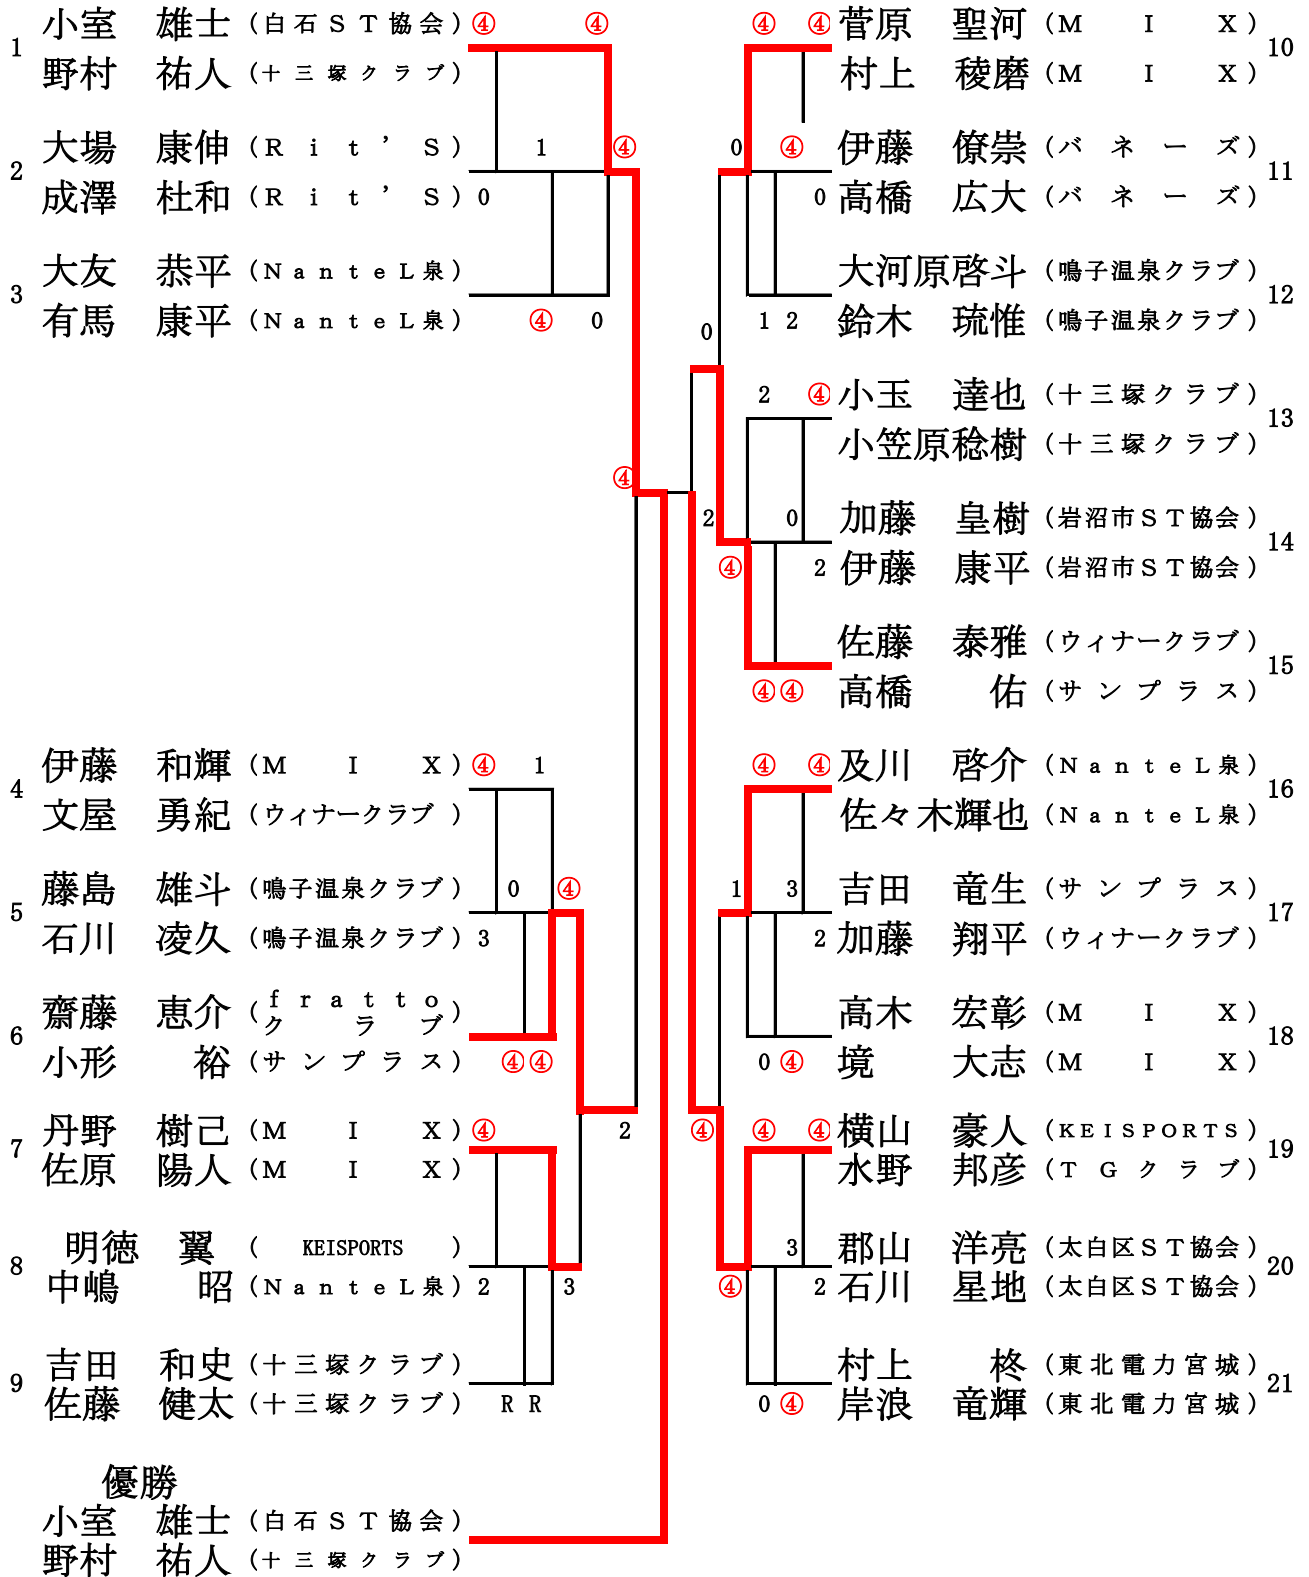 1
小室 雄士 (白石ST協会) ④ ④
野村 祐人 (十三塚クラブ)
2
大場 康伸 (Rit’S) 1 ④
成澤 杜和 (Rit’S) 0
3
大友 恭平 (NanteL泉)
有馬 康平 (NanteL泉) ④ 0
④
4
伊藤 和輝 (MIX) ④ 1
文屋 勇紀 (ウィナークラブ)
5
藤島 雄斗 (鳴子温泉クラブ) 0 ④
石川 凌久 (鳴子温泉クラブ) 3
6
齋藤 恵介 (frattoクラブ)
小形 裕 (サンプラス) ④ ④
7
丹野 樹己 (MIX) ④ 2
佐原 陽人 (MIX)
8
明徳 翼 (KEISPORTS)
中嶋 昭 (NanteL泉) 2 3
9
吉田 和史 (十三塚クラブ)
佐藤 健太 (十三塚クラブ) R R
優勝
小室 雄士 (白石ST協会)
野村 祐人 (十三塚クラブ)
④ ④ 菅原 聖河 (MIX)
村上 稜磨 (MIX)
10
0 ④ 伊藤 僚崇 (バネーズ)
0 高橋 広大 (バネーズ)
11
大河原啓斗 (鳴子温泉クラブ)
1 2 鈴木 琉惟 (鳴子温泉クラブ)
12
0
2 ④ 小玉 達也 (十三塚クラブ)
小笠原稔樹 (十三塚クラブ)
13
2 0 加藤 皇樹 (岩沼市ST協会)
④ 2 伊藤 康平 (岩沼市ST協会)
14
佐藤 泰雅 (ウィナークラブ)
④ ④ 高橋 佑 (サンプラス)
15
④ ④ 及川 啓介 (NanteL泉)
佐々木輝也 (NanteL泉)
16
1 3 吉田 竜生 (サンプラス)
2 加藤 翔平 (ウィナークラブ)
17
高木 宏彰 (MIX)
0 ④ 境 大志 (MIX)
18
④ ④ ④ 横山 豪人 (KEISPORTS)
水野 邦彦 (TGクラブ)
19
3 郡山 洋亮 (太白区ST協会)
④ 2 石川 星地 (太白区ST協会)
20
村上 柊 (東北電力宮城)
0 ④ 岸浪 竜輝 (東北電力宮城)
21